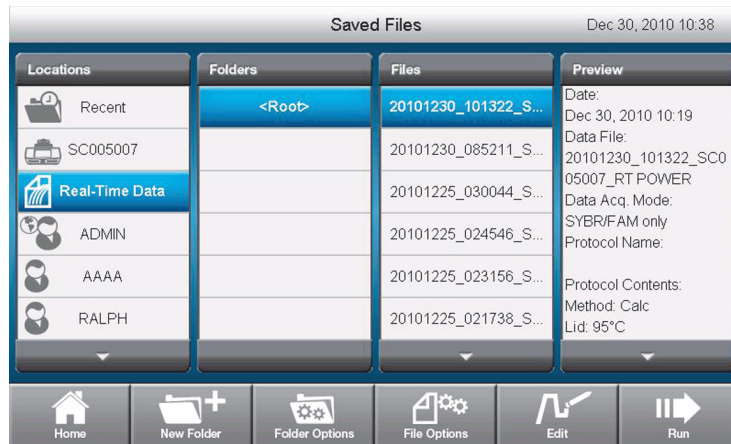 Saved Files
Dec 30, 2010 10:38
Locations
Recent
SC005007
Real-Time Data
ADMIN
AAAA
RALPH
Folders
<Root>
Files
20101230_101322_S...
20101230_085211_S...
20101225_030044_S...
20101225_024546_S...
20101225_023156_S...
20101225_021738_S...
Preview
Date:
Dec 30, 2010 10:19
Data File:
20101230_101322_SC0
05007_RT POWER
Data Acq. Mode:
SYBR/FAM only
Protocol Name:
Protocol Contents:
Method: Calc
Lid: 95°C
Home
New Folder
Folder Options
File Options
Edit
Run